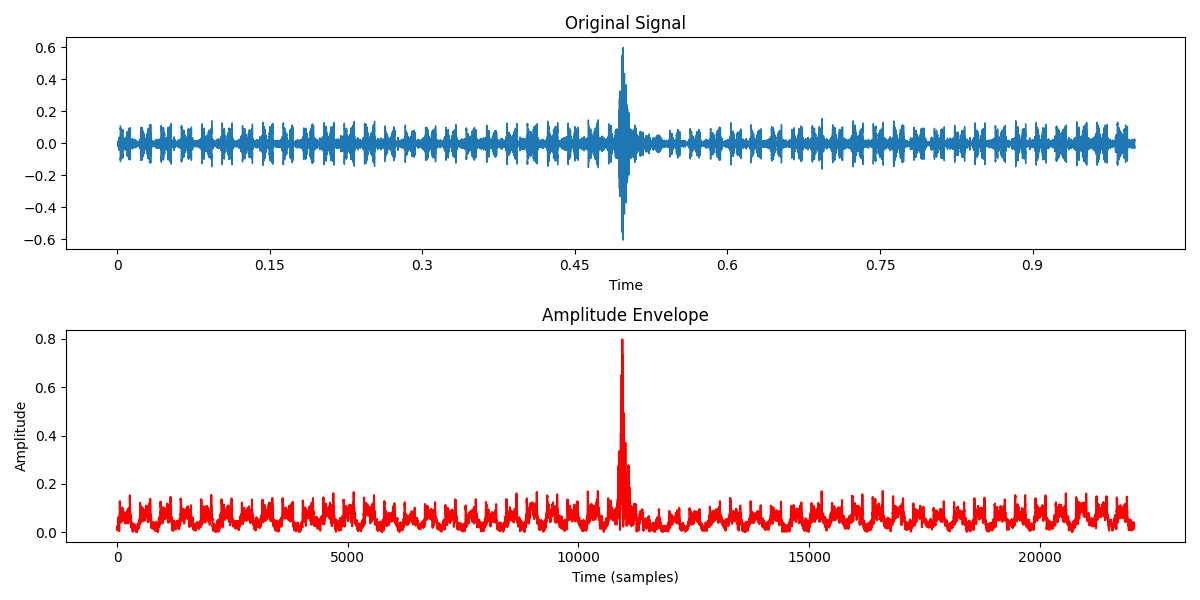 Original Signal
0.6
0.4
0.2
0.0
−0.2
−0.4
−0.6
0 0.15 0.3 0.45 0.6 0.75 0.9
Time
Amplitude Envelope
Amplitude
0.8
0.6
0.4
0.2
0.0
0 5000 10000 15000 20000
Time (samples)